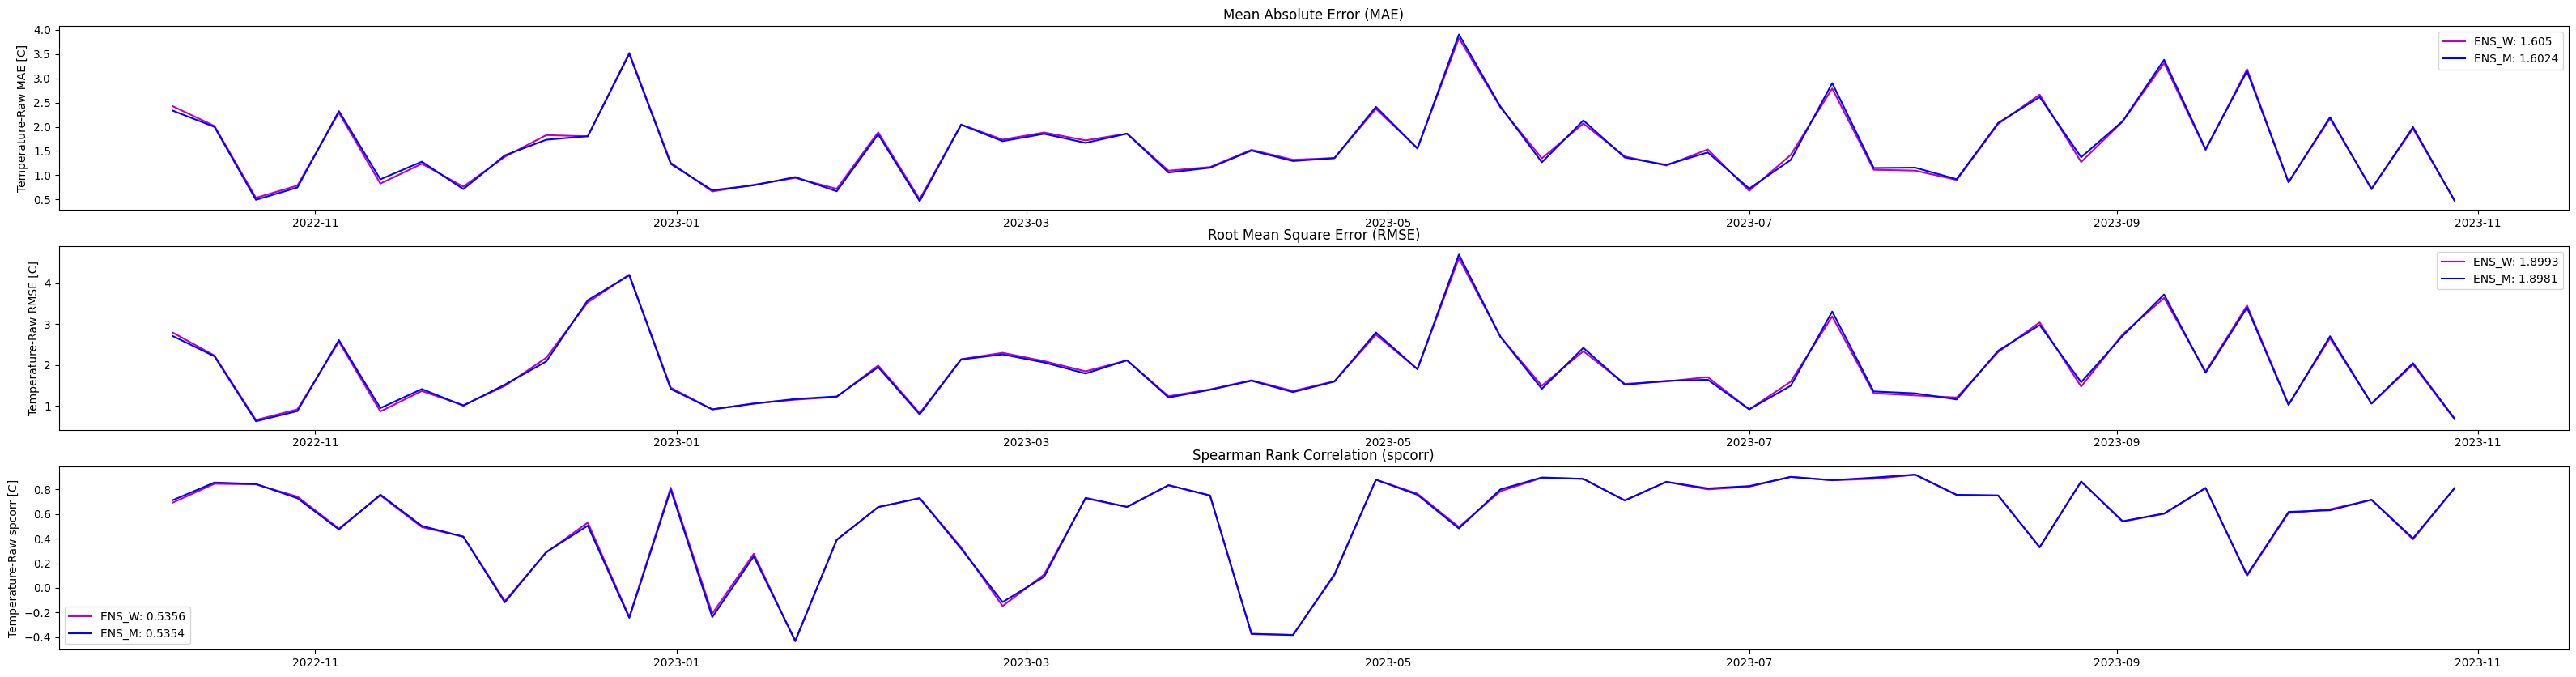 Mean Absolute Error (MAE)
Temperature-Raw MAE [C]
4.0
3.5
3.0
2.5
2.0
1.5
1.0
0.5
ENS_W: 1.605
ENS_M: 1.6024
2022-11 2023-01 2023-03 2023-05 2023-07 2023-09 2023-11
Root Mean Square Error (RMSE)
Temperature-Raw RMSE [C]
4
3
2
1
ENS_W: 1.8993
ENS_M: 1.8981
2022-11 2023-01 2023-03 2023-05 2023-07 2023-09 2023-11
Spearman Rank Correlation (spcorr)
Temperature-Raw spcorr [C]
0.8
0.6
0.4
0.2
0.0
−0.2
−0.4
ENS_W: 0.5356
ENS_M: 0.5354
2022-11 2023-01 2023-03 2023-05 2023-07 2023-09 2023-11